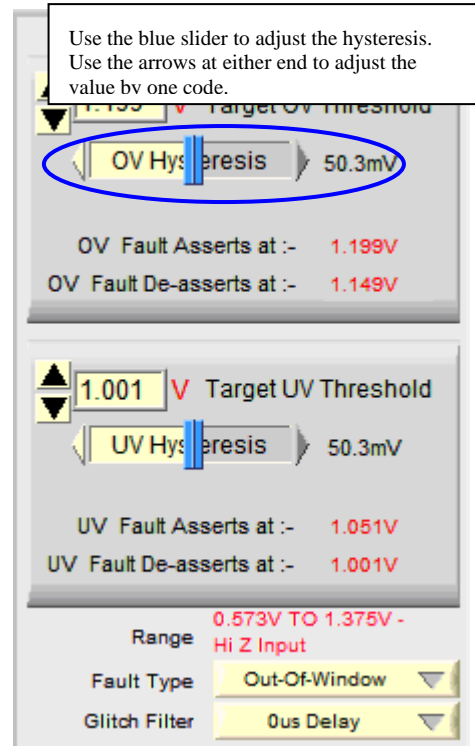 Use the blue slider to adjust the hysteresis.
Use the arrows at either end to adjust the
value by one code.
1.199 V Target OV Threshold
OV Hysteresis 50.3mV
OV Fault Asserts at :- 1.199V
OV Fault De-asserts at :- 1.149V
1.001 V Target UV Threshold
UV Hysteresis 50.3mV
UV Fault Asserts at :- 1.051V
UV Fault De-asserts at :- 1.001V
0.573V TO 1.375V -
Range Hi Z Input
Fault Type Out-Of-Window
Glitch Filter 0us Delay